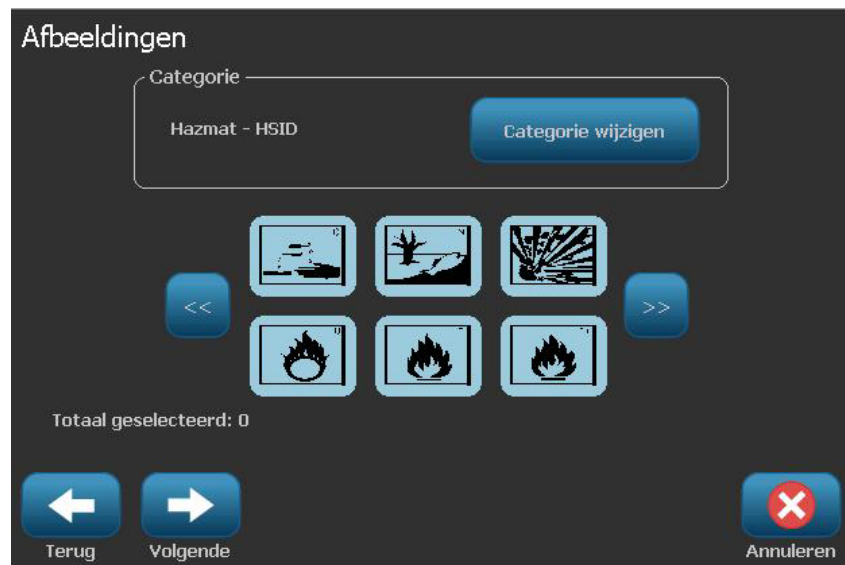 Afbeeldingen
Categorie
Hazmat - HSID
Categorie wijzigen
<<
>>
Totaal geselecteerd: 0
Terug
Volgende
Annuleren